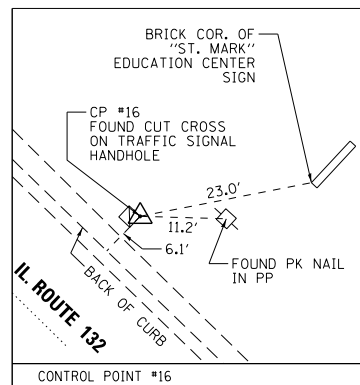 BRICK COR. OF
"ST. MARK"
EDUCATION CENTER
SIGN
CP #16
FOUND CUT CROSS
ON TRAFFIC SIGNAL
HANDHOLE
23.0'
11.2'
6.1'
FOUND PK NAIL
IN PP
BACK OF CURB
IL. ROUTE 132
CONTROL POINT #16